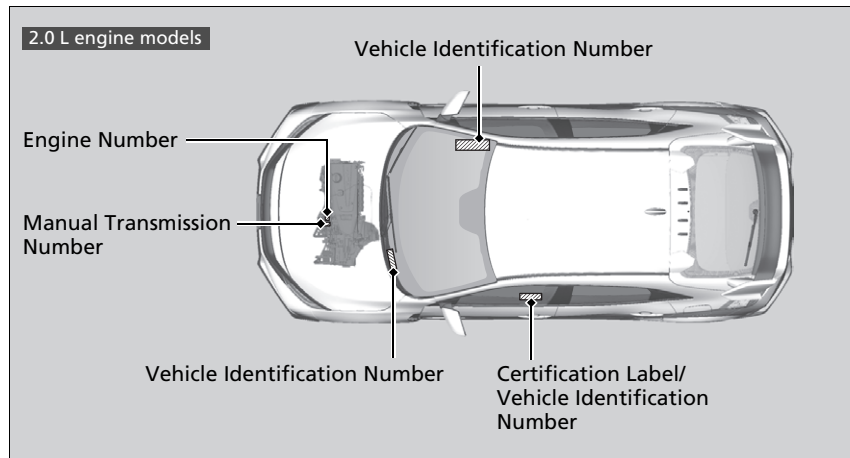 2.0 L engine models
Vehicle Identification Number
Engine Number
Manual Transmission
Number
Vehicle Identification Number
Certification Label/
Vehicle Identification
Number